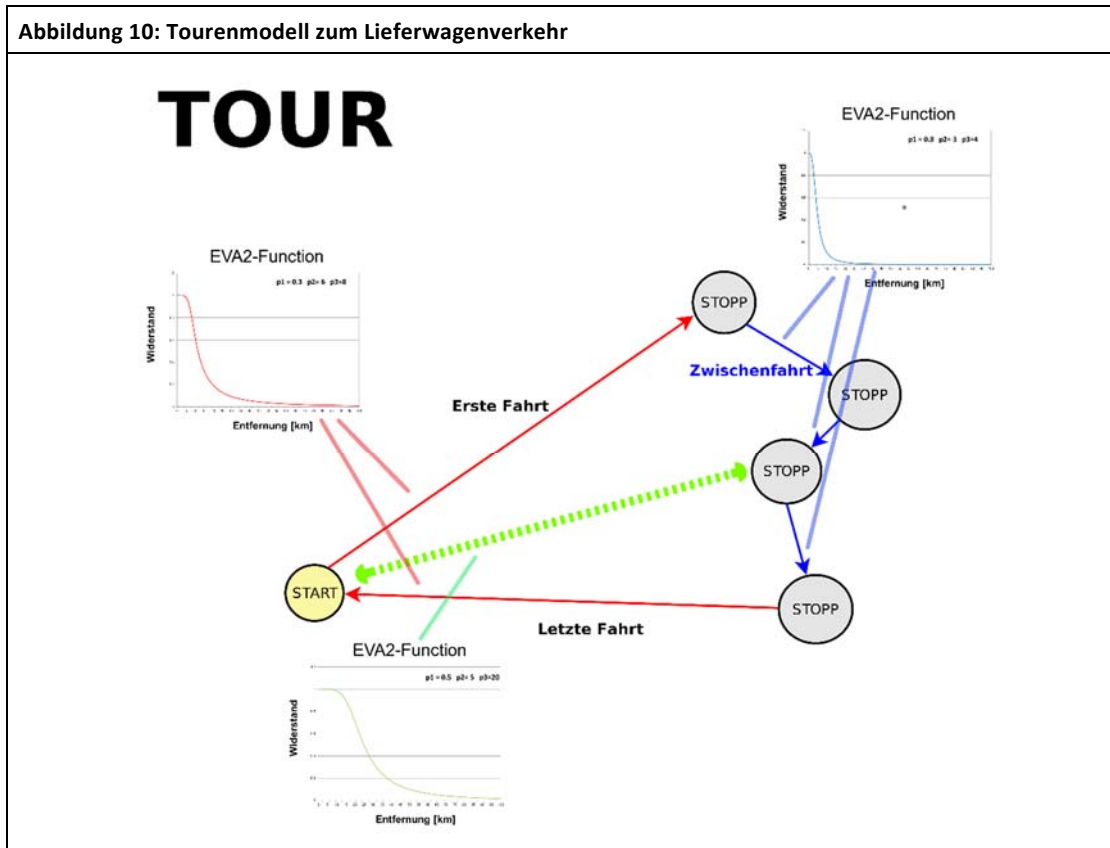 Abbildung 10: Tourenmodell zum Lieferwagenverkehr
TOUR
EVA2-Function
Widerstand
Entfernung [km]
EVA2-Function
p1 = 0.3 p2= 6 p3=8
Widerstand
Entfernung [km]
STOPP
Zwischenfahrt
STOPP
Erste Fahrt
STOPP
START
STOPP
Letzte Fahrt
EVA2-Function
p1 = 0.5 p2= 5 p3=20
Widerstand
Entfernung [km]